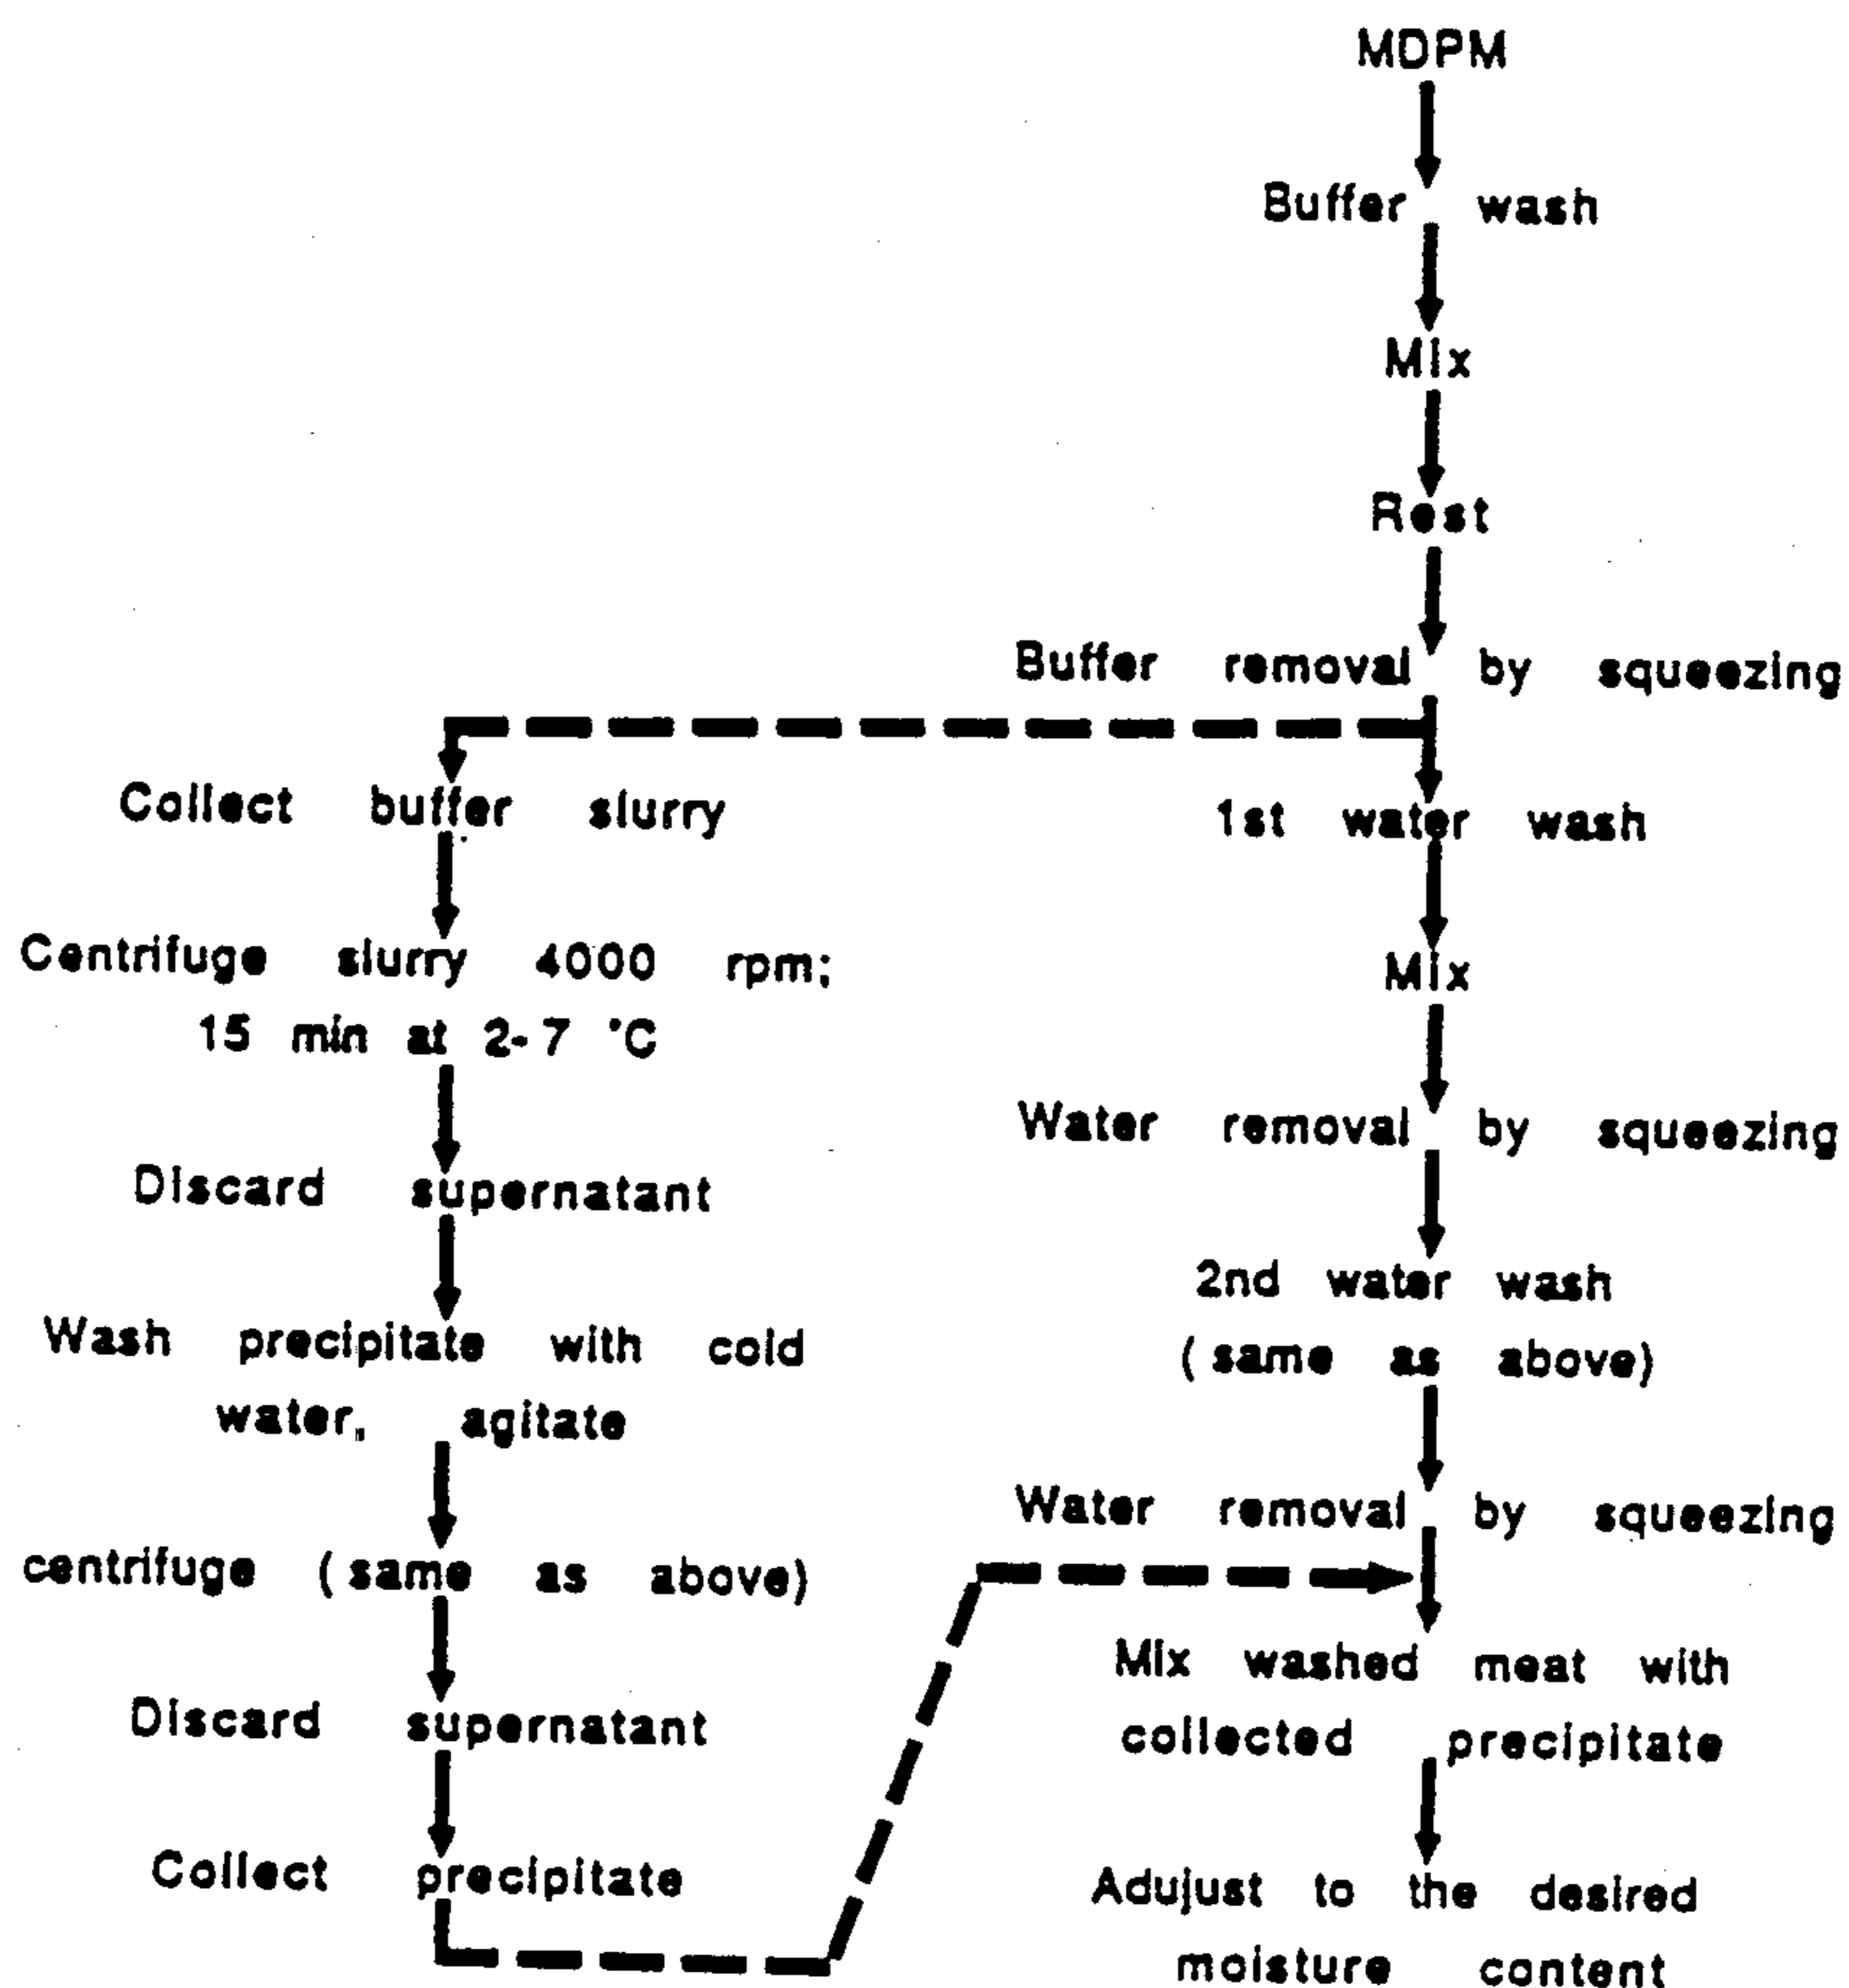 MDPM
Buffer wash
Mix
Rest
Buffer removal by squeezing
1st water wash
Mix
Water removal by squeezing
2nd water wash
(same as above)
Water removal by squeezing
Mix washed meat with
collected precipitate
Adujust to the desired
moisture content
Collect buffer slurry
Centrifuge slurry 4000 rpm;
15 min at 2-7 °C
Discard supernatant
Wash precipitate with cold
water, agitate
centrifuge (same as above)
Discard supernatant
Collect precipitate